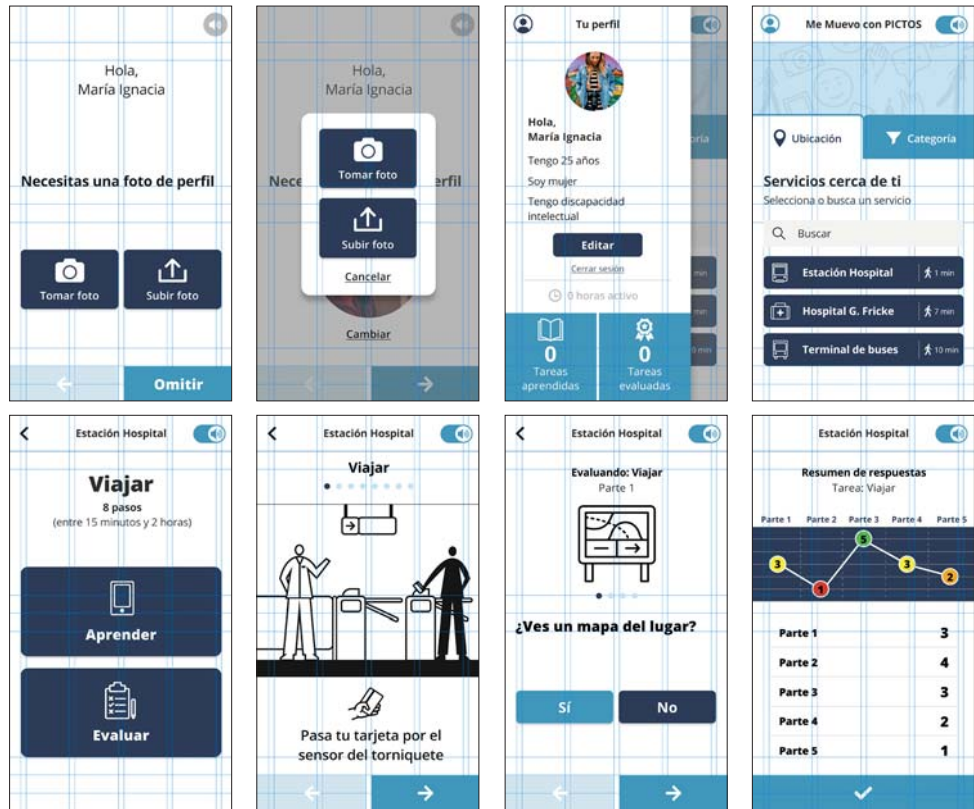 Hola,
María Ignacia
Necesitas una foto de perfil
Tomar foto
Subir foto
Omitir
Hola,
María Ignacia
Nece
erfil
Tomar foto
Subir foto
Cancelar
Cambiar
Tu perfil
Hola,
María Ignacia
Tengo 25 años
Soy mujer
Tengo discapacidad
intelectual
Editar
Cerrar sesión
0 horas activo
0
Tareas
aprendidas
0
Tareas
evaluadas
oría
min
min
0 min
Me Muevo con PICTOS
Ubicación
Categoría
Servicios cerca de ti
Selecciona o busca un servicio
Buscar
Estación Hospital
1 min
Hospital G. Fricke
7 min
Terminal de buses
10 min
Estación Hospital
Viajar
8 pasos
(entre 15 minutos y 2 horas)
Aprender
Evaluar
Estación Hospital
Viajar
Pasa tu tarjeta por el
sensor del torniquete
Estación Hospital
Evaluando: Viajar
Parte 1
¿Ves un mapa del lugar?
Sí
No
Estación Hospital
Resumen de respuestas
Tarea: Viajar
Parte 1 Parte 2 Parte 3 Parte 4 Parte 5
3 1 5 3 2
Parte 1 3
Parte 2 4
Parte 3 3
Parte 4 2
Parte 5 1